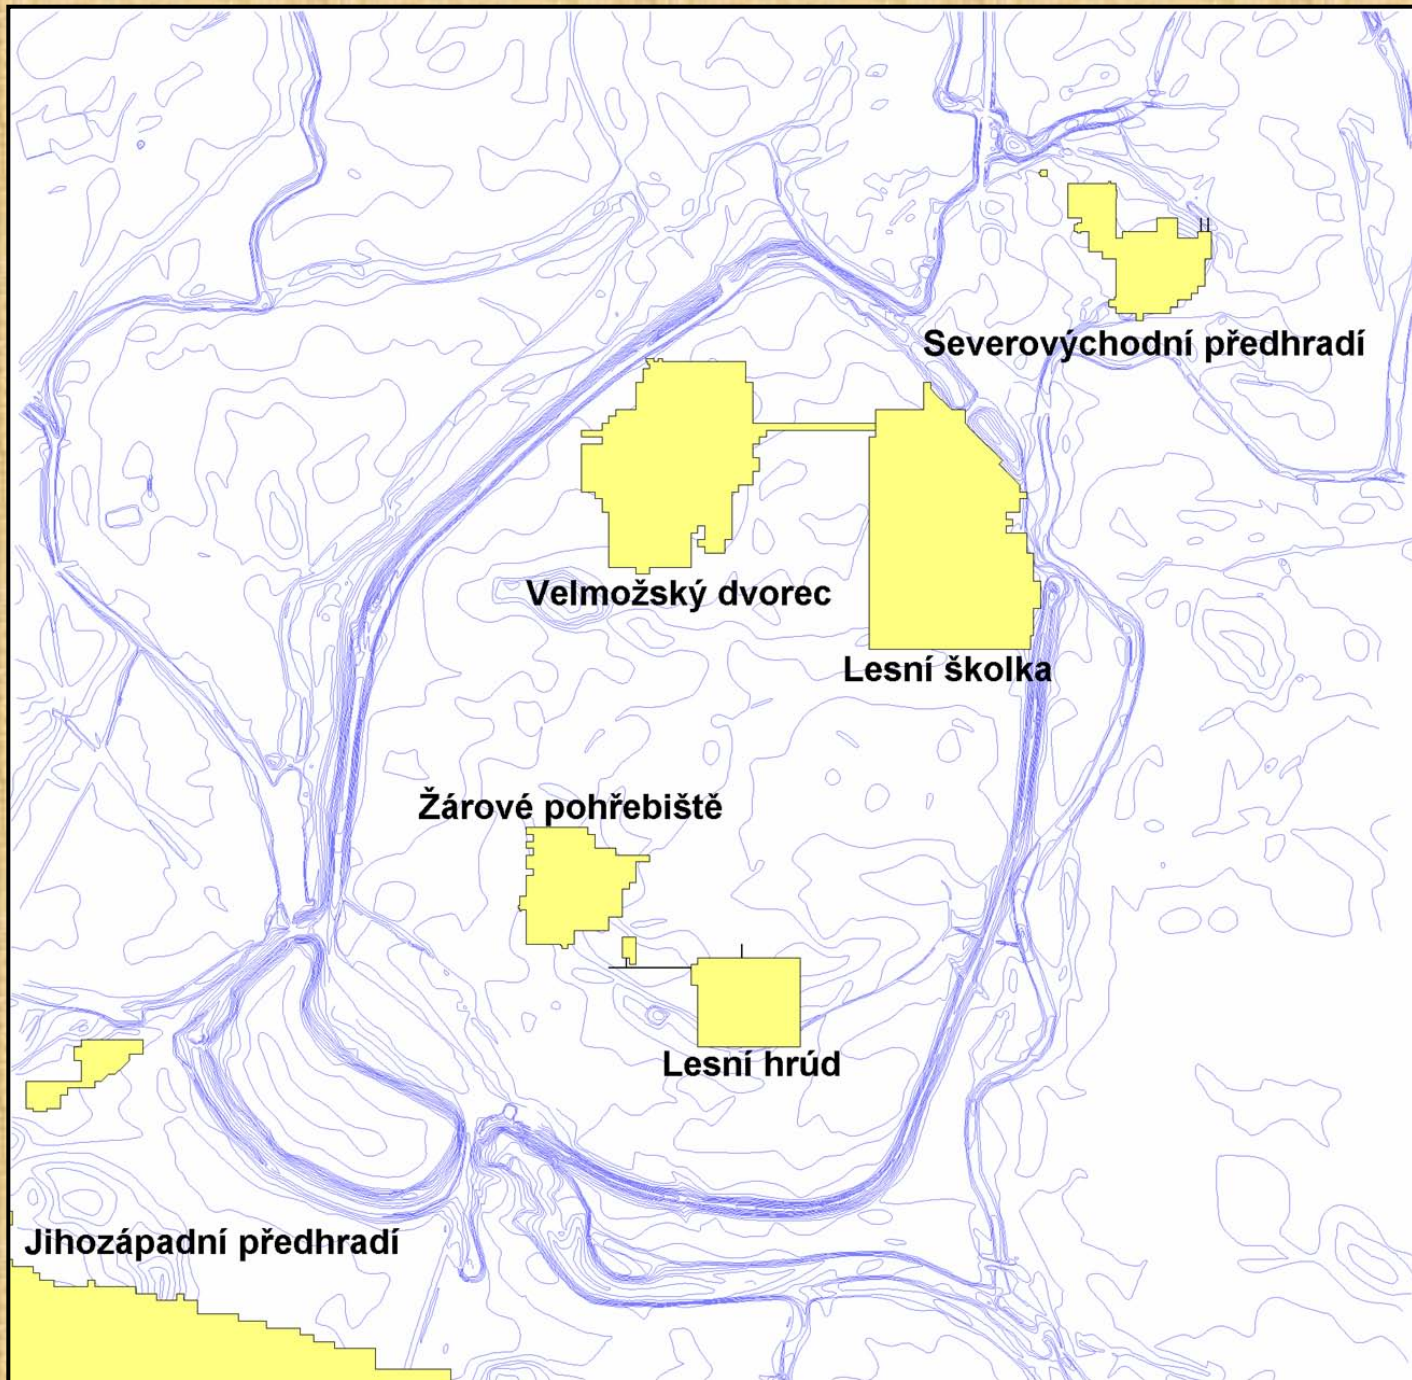 Severovýchodní předhradí
Velmožský dvorec
Lesní školka
Žárové pohřebiště
Lesní hrúd
Jihozápadní předhradí